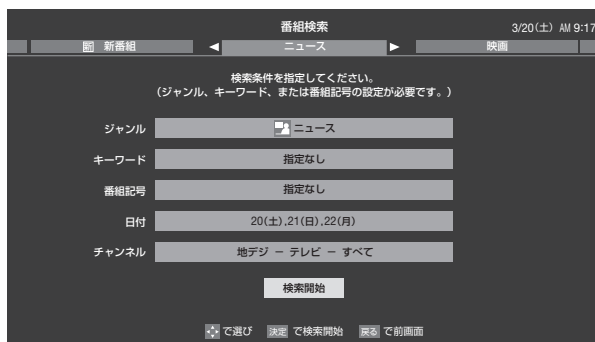 番組検索 3/20(土) AM 9:17
新 新番組 ◀ ニュース ▶ 映画
検索条件を指定してください。
(ジャンル、キーワード、または番組記号の設定が必要です。)
ジャンル ニュース
キーワード 指定なし
番組記号 指定なし
日付 20(土),21(日),22(月)
チャンネル 地デジ － テレビ － すべて
検索開始
で選び 決定 で検索開始 戻る で前画面